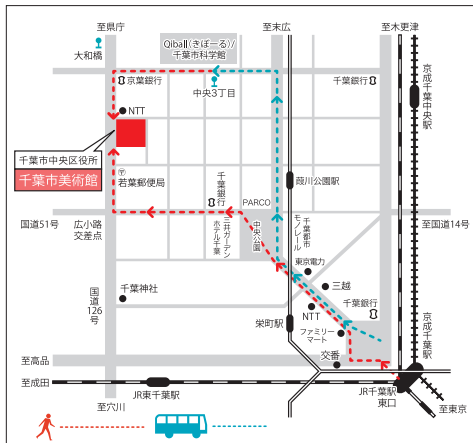 至県庁
至末広
至木更津
Qiball(きぼーる)/
千葉市科学館
大和橋
京葉銀行
中央3丁目
千葉銀行
京成千葉中央駅
NTT
千葉市中央区役所
千葉市美術館
若葉郵便局
千葉銀行
PARCO
葭川公園駅
国道51号
広小路
交差点
三井ガーデン
ホテル千葉
中央公園
千葉都市
モノレール
至国道14号
東京電力
三越
千葉神社
国道
126
号
千葉銀行
NTT
ファミリー
マート
栄町駅
京成千葉駅
交番
至高品
至成田
JR東千葉駅
JR千葉駅
東口
至穴川
至東京